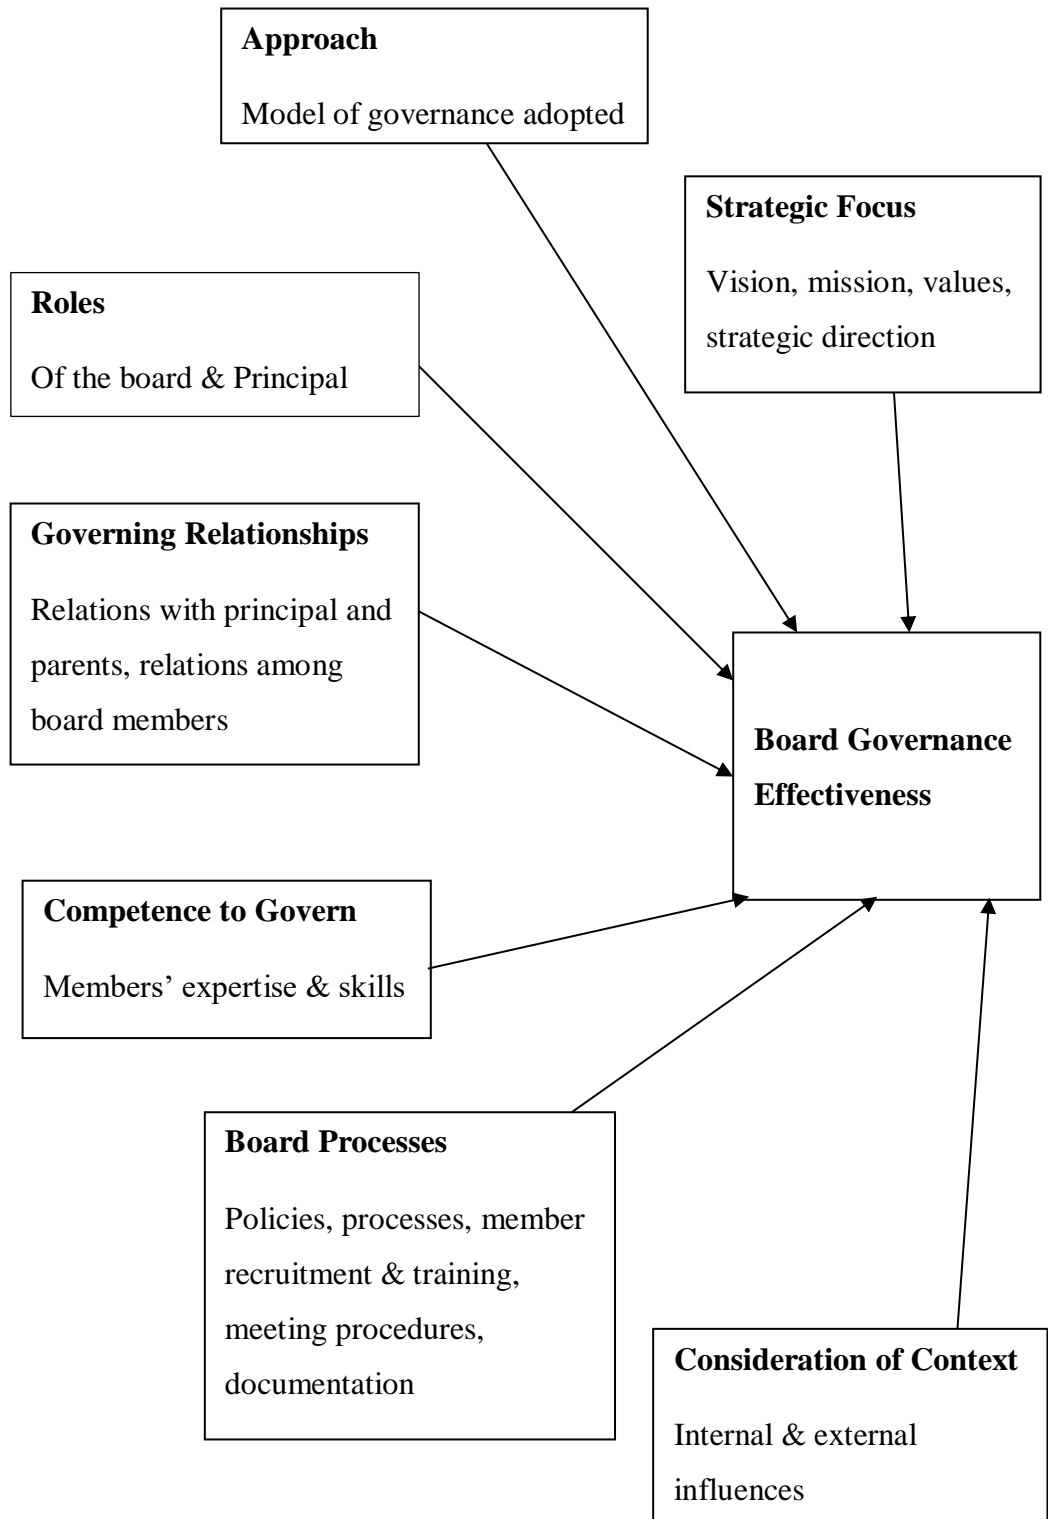 Approach
Model of governance adopted
Strategic Focus
Vision, mission, values,
strategic direction
Roles
Of the board & Principal
Governing Relationships
Relations with principal and
parents, relations among
board members
Board Governance
Effectiveness
Competence to Govern
Members’ expertise & skills
Board Processes
Policies, processes, member
recruitment & training,
meeting procedures,
documentation
Consideration of Context
Internal & external
influences